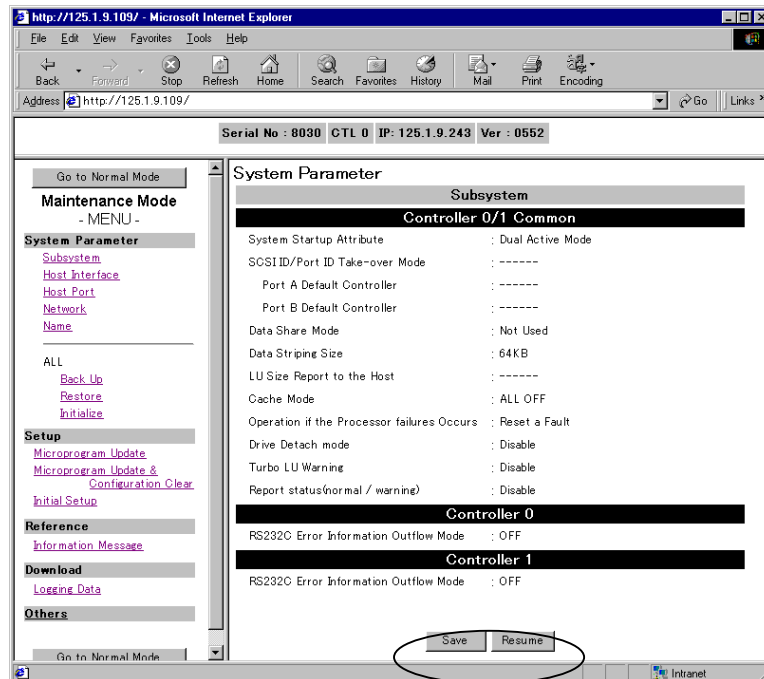 http://125.1.9.109/ - Microsoft Internet Explorer
File Edit View Favorites Tools Help
Back Forward Stop Refresh Home Search Favorites History Mail Print Encoding
Address http://125.1.9.109/ Go Links »
Serial No : 8030 CTL 0 IP: 125.1.9.243 Ver : 0552
Go to Normal Mode
Maintenance Mode
- MENU -
System Parameter
Subsystem
Host Interface
Host Port
Network
Name
ALL
Back Up
Restore
Initialize
Setup
Microprogram Update
Microprogram Update &
Configuration Clear
Initial Setup
Reference
Information Message
Download
Logging Data
Others
Go to Normal Mode
System Parameter
Subsystem
Controller 0/1 Common
System Startup Attribute : Dual Active Mode
SCSI ID/Port ID Take-over Mode : ------
Port A Default Controller : ------
Port B Default Controller : ------
Data Share Mode : Not Used
Data Striping Size : 64KB
LU Size Report to the Host : ------
Cache Mode : ALL OFF
Operation if the Processor failures Occurs : Reset a Fault
Drive Detach mode : Disable
Turbo LU Warning : Disable
Report status(normal / warning) : Disable
Controller 0
RS232C Error Information Outflow Mode : OFF
Controller 1
RS232C Error Information Outflow Mode : OFF
Save Resume
Intranet